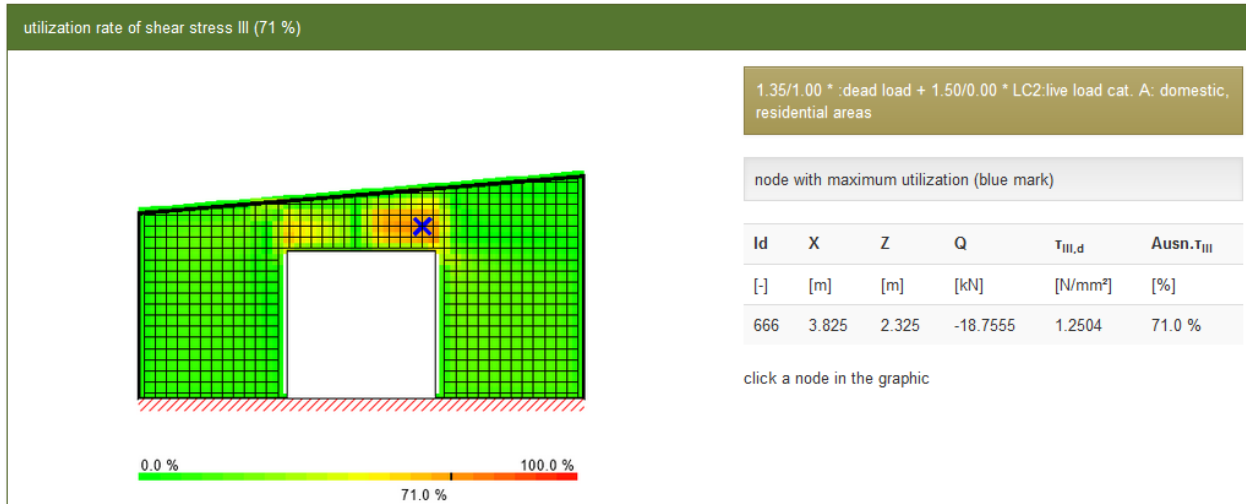 utilization rate of shear stress III (71 %)
1.35/1.00 * :dead load + 1.50/0.00 * LC2:live load cat. A: domestic,
residential areas
node with maximum utilization (blue mark)
Id X Z Q τIII,d Ausn.τIII
[-] [m] [m] [kN] [N/mm²] [%]
666 3.825 2.325 -18.7555 1.2504 71.0 %
click a node in the graphic
0.0 % 100.0 %
71.0 %